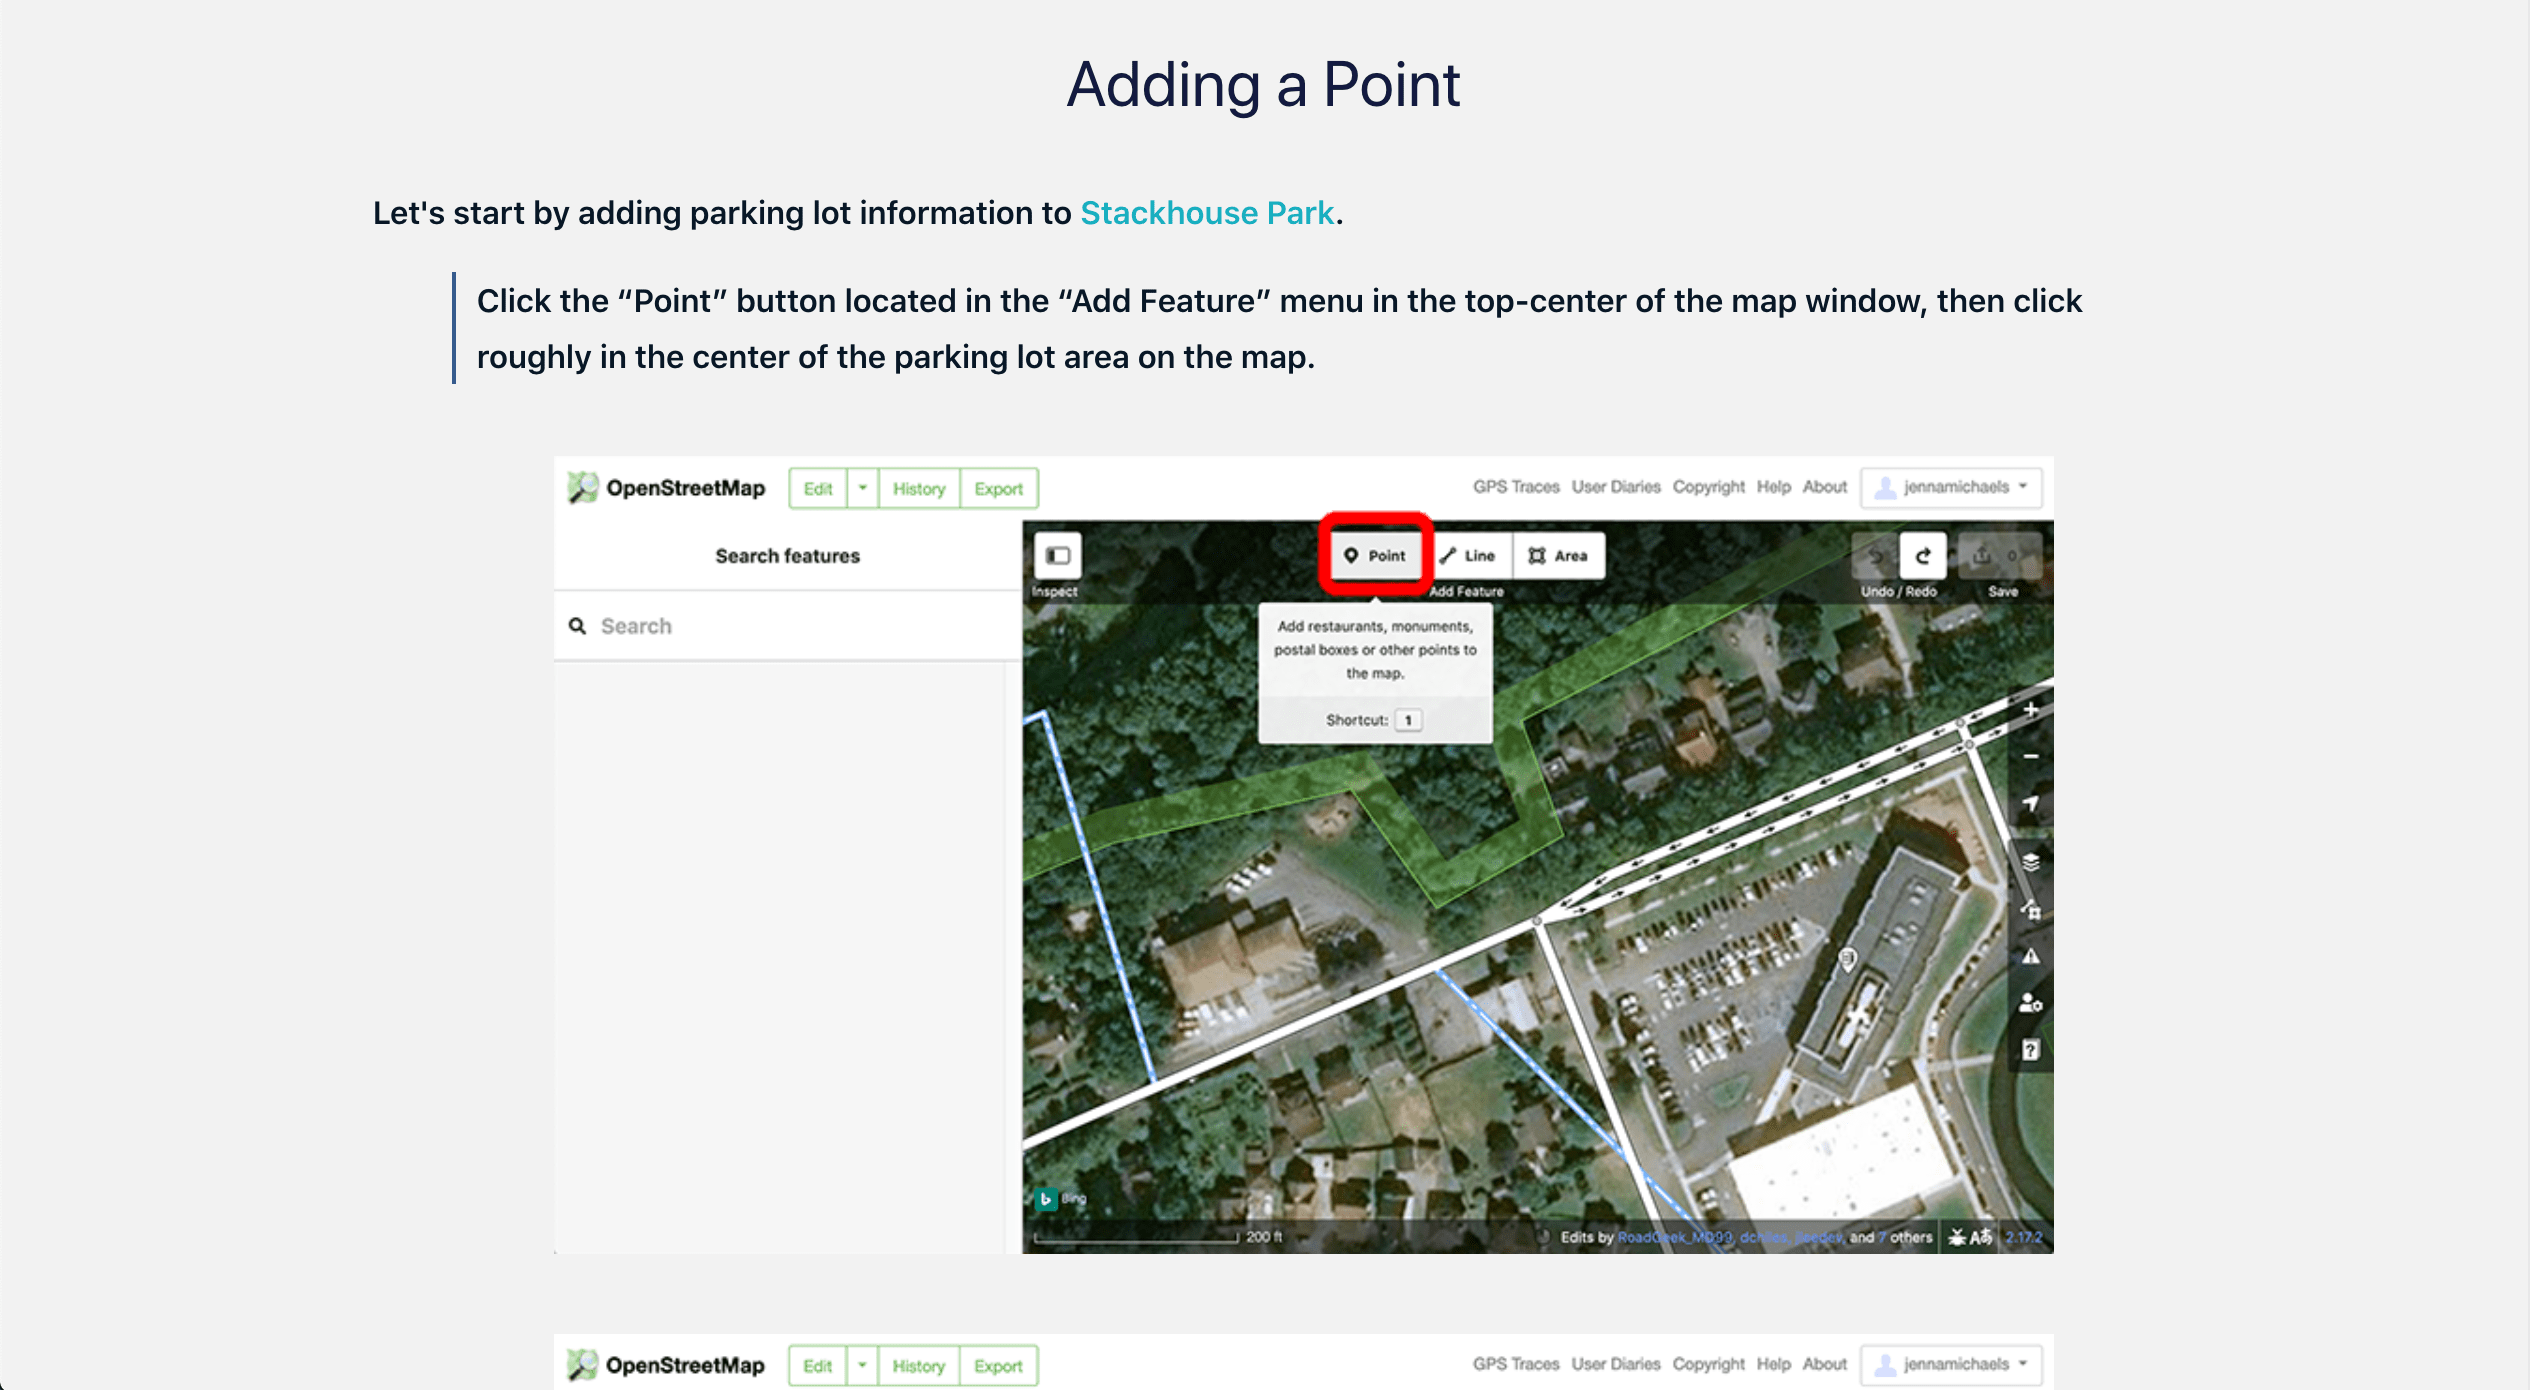 Adding a Point
Let's start by adding parking lot information to Stackhouse Park.
Click the “Point” button located in the “Add Feature” menu in the top-center of the map window, then click
roughly in the center of the parking lot area on the map.
OpenStreetMap Edit History Export GPS Traces User Diaries Copyright Help About jennamichaels
Search features
Point Line Area 0
Inspect Add Feature Undo / Redo Save
Search
Add restaurants, monuments,
postal boxes or other points to
the map.
Shortcut: 1
Bing
200 ft Edits by RoadGeek_MD99, dchiles, and 7 others 2.17.2
OpenStreetMap Edit History Export GPS Traces User Diaries Copyright Help About jennamichaels